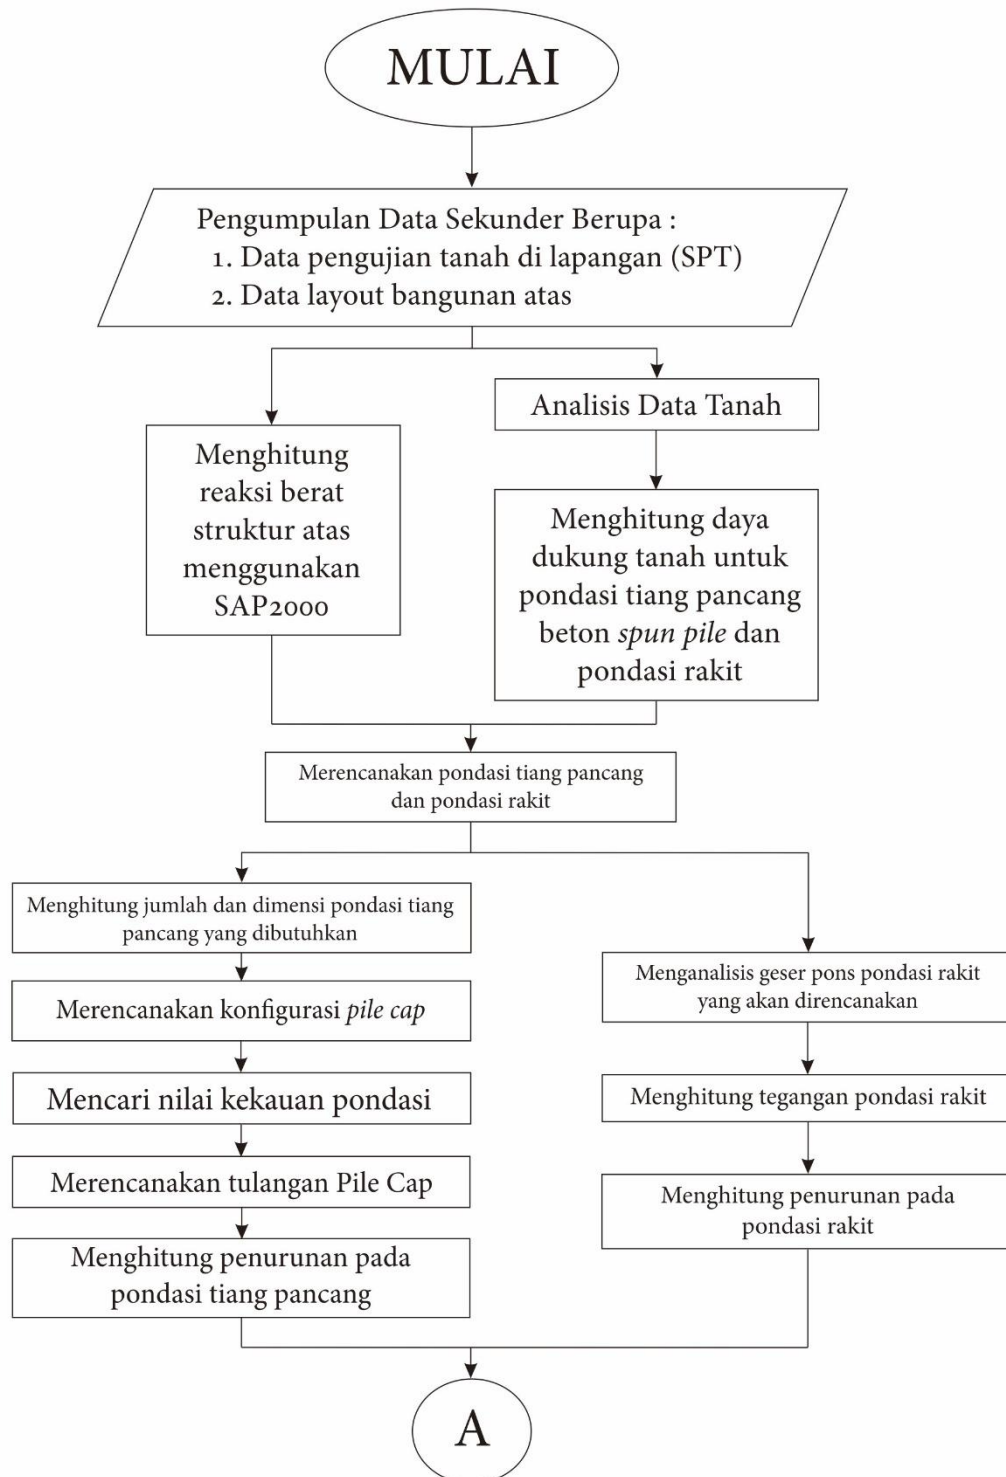 MULAI
Pengumpulan Data Sekunder Berupa :
1. Data pengujian tanah di lapangan (SPT)
2. Data layout bangunan atas
Menghitung
reaksi berat
struktur atas
menggunakan
SAP2000
Analisis Data Tanah
Menghitung daya
dukung tanah untuk
pondasi tiang pancang
beton spun pile dan
pondasi rakit
Merencanakan pondasi tiang pancang
dan pondasi rakit
Menghitung jumlah dan dimensi pondasi tiang
pancang yang dibutuhkan
Merencanakan konfigurasi pile cap
Mencari nilai kekauan pondasi
Merencanakan tulangan Pile Cap
Menghitung penurunan pada
pondasi tiang pancang
Menganalisis geser pons pondasi rakit
yang akan direncanakan
Menghitung tegangan pondasi rakit
Menghitung penurunan pada
pondasi rakit
A